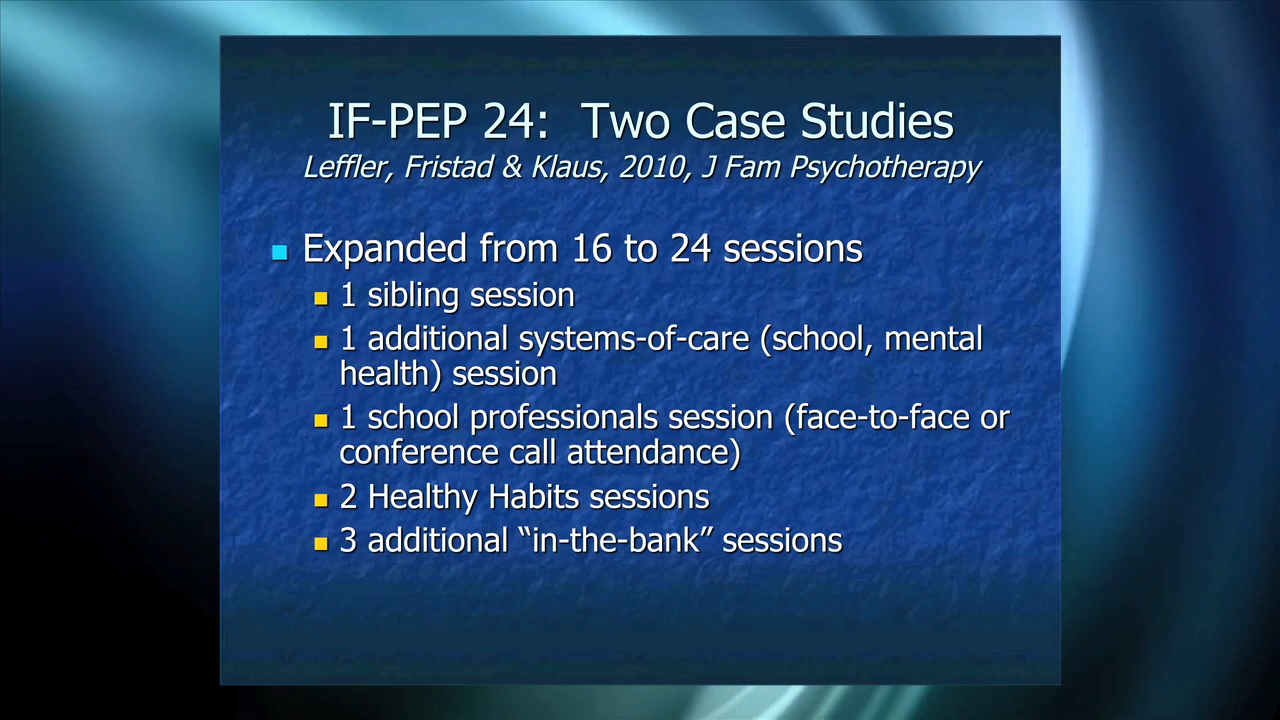 IF-PEP 24:  Two Case Studies
Leffler, Fristad & Klaus, 2010, J Fam Psychotherapy
Expanded from 16 to 24 sessions
1 sibling session
1 additional systems-of-care (school, mental
health) session
1 school professionals session (face-to-face or
conference call attendance)
2 Healthy Habits sessions
3 additional “in-the-bank” sessions